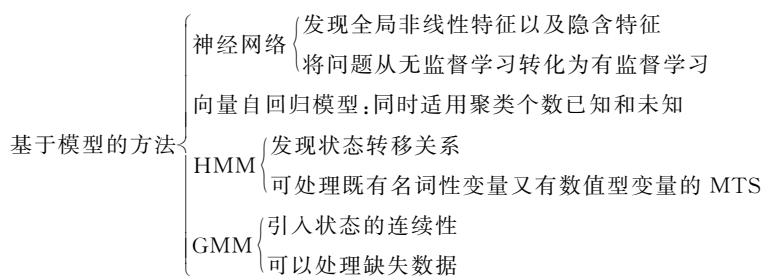 发现全局非线性特征以及隐含特征
神经网络
将问题从无监督学习转化为有监督学习
向量自回归模型:同时适用聚类个数已知和未知
基于模型的方法
发现状态转移关系
HMM
可处理既有名词性变量又有数值型变量的 MTS
引入状态的连续性
GMM
可以处理缺失数据